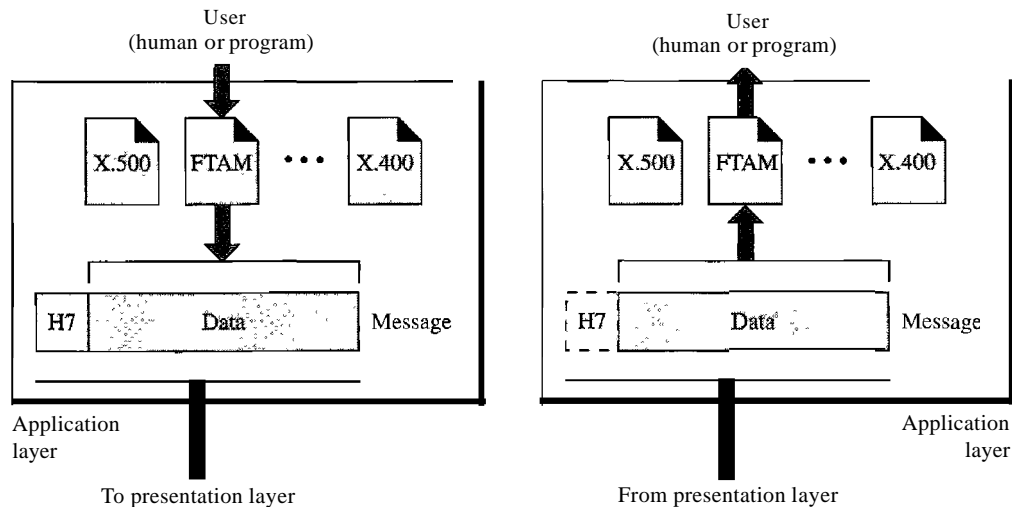 User
(human or program)
X.500
FTAM
...
X.400
H7
Data
Message
Application
layer
To presentation layer
User
(human or program)
X.500
FTAM
...
X.400
H7
Data
Message
Application
layer
From presentation layer